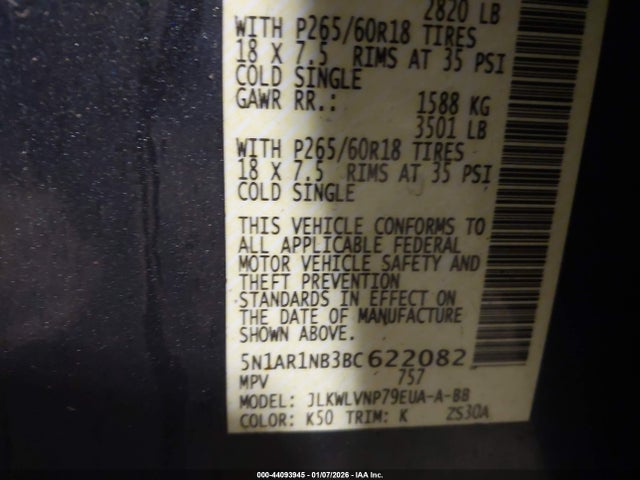 2820 LB
WITH P265/60R18 TIRES
18 X 7.5 RIMS AT 35 PSI
COLD SINGLE
GAWR RR.: 1588 KG
3501 LB
WITH P265/60R18 TIRES
18 X 7.5 RIMS AT 35 PSI
COLD SINGLE
THIS VEHICLE CONFORMS TO
ALL APPLICABLE FEDERAL
MOTOR VEHICLE SAFETY AND
THEFT PREVENTION
STANDARDS IN EFFECT ON
THE DATE OF MANUFACTURE
SHOWN ABOVE.
5N1AR1NB3BC622082
MPV 757
MODEL: JLKWLVNP79EUA-A-BB
COLOR: K50 TRIM: K ZS30A
000-44093945 - 01/07/2026 - IAA Inc.